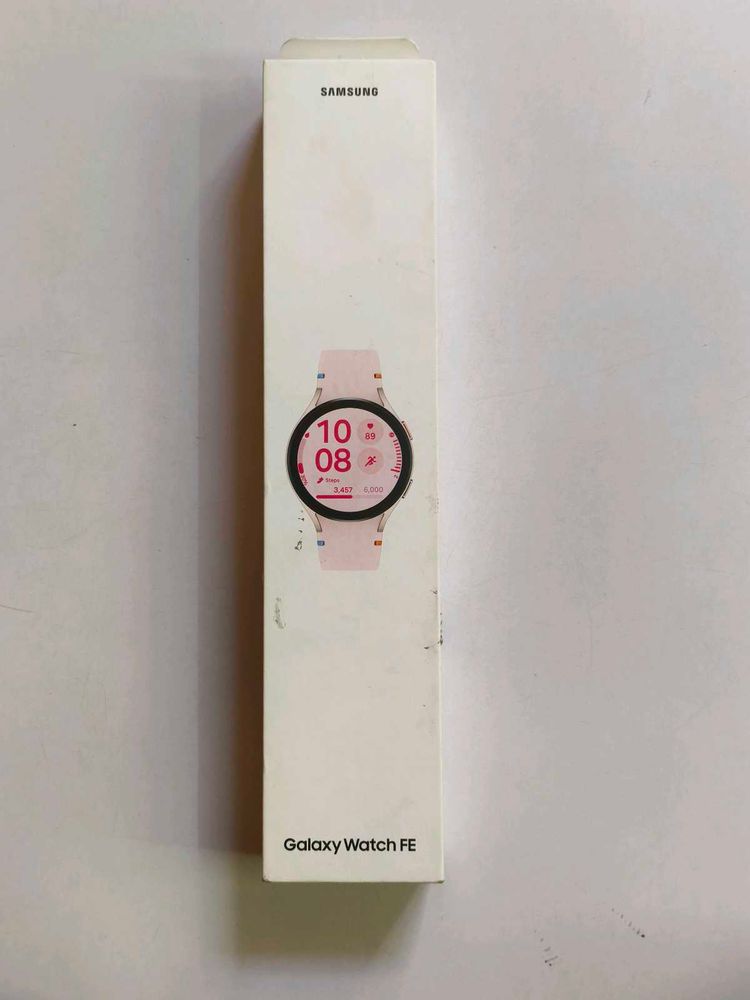 SAMSUNG
10
08
89
Steps
3,457 6,000
Galaxy Watch FE